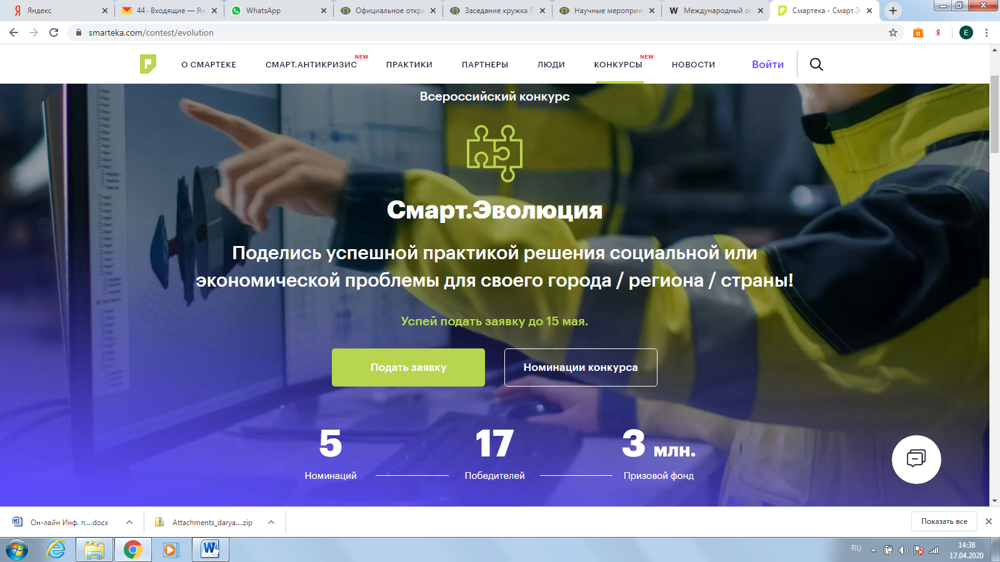 Яндекс
44 · Входящие — Ян
WhatsApp
Официальное откры
Заседание кружка П
Научные мероприя
Международный о
Смартека - Смарт.Э
smarteka.com/contest/evolution
E
О СМАРТЕКЕ
СМАРТ.АНТИКРИЗИС
NEW
ПРАКТИКИ
ПАРТНЕРЫ
ЛЮДИ
КОНКУРСЫ
NEW
НОВОСТИ
Войти
Всероссийский конкурс
Смарт.Эволюция
Поделись успешной практикой решения социальной или
экономической проблемы для своего города / региона / страны!
Успей подать заявку до 15 мая.
Подать заявку
Номинации конкурса
5
Номинаций
17
Победителей
3 млн.
Призовой фонд
Он-лайн Инф. п....docx
Attachments_darya....zip
Показать все
RU
14:38
17.04.2020